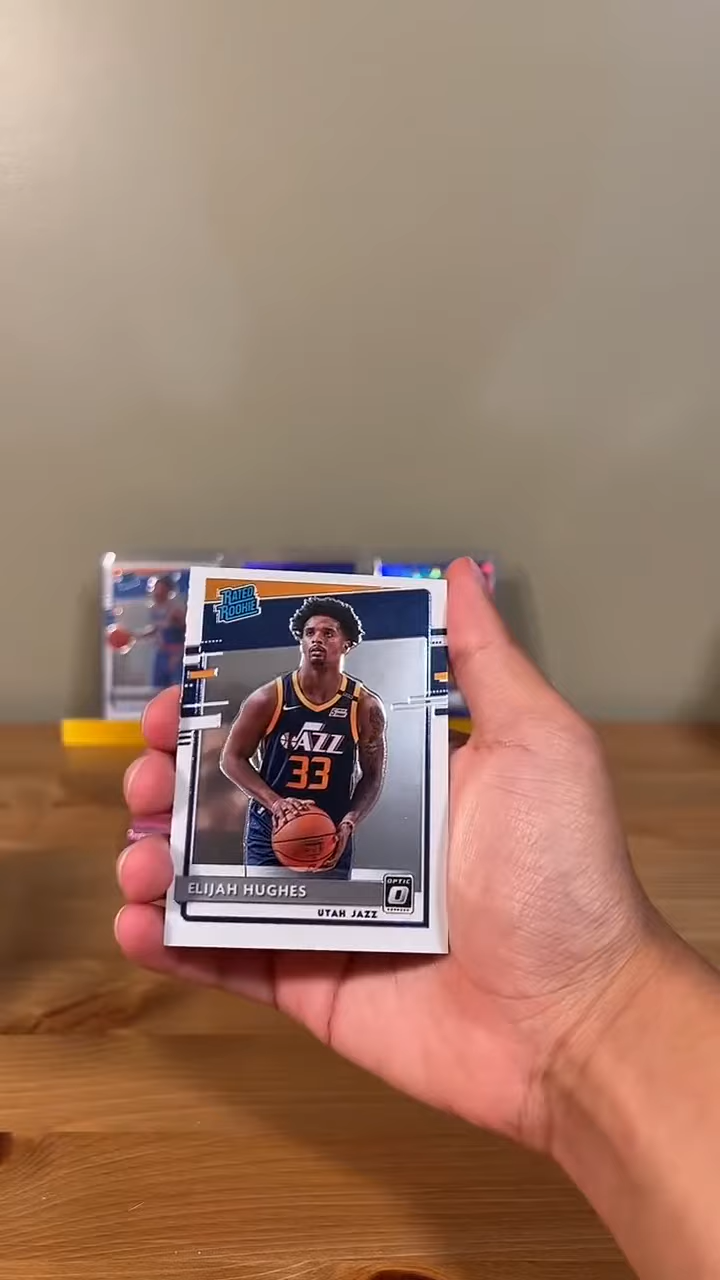 RATED
ROOKIE
JAZZ
33
ELIJAH HUGHES
OPTIC
O
UTAH JAZZ